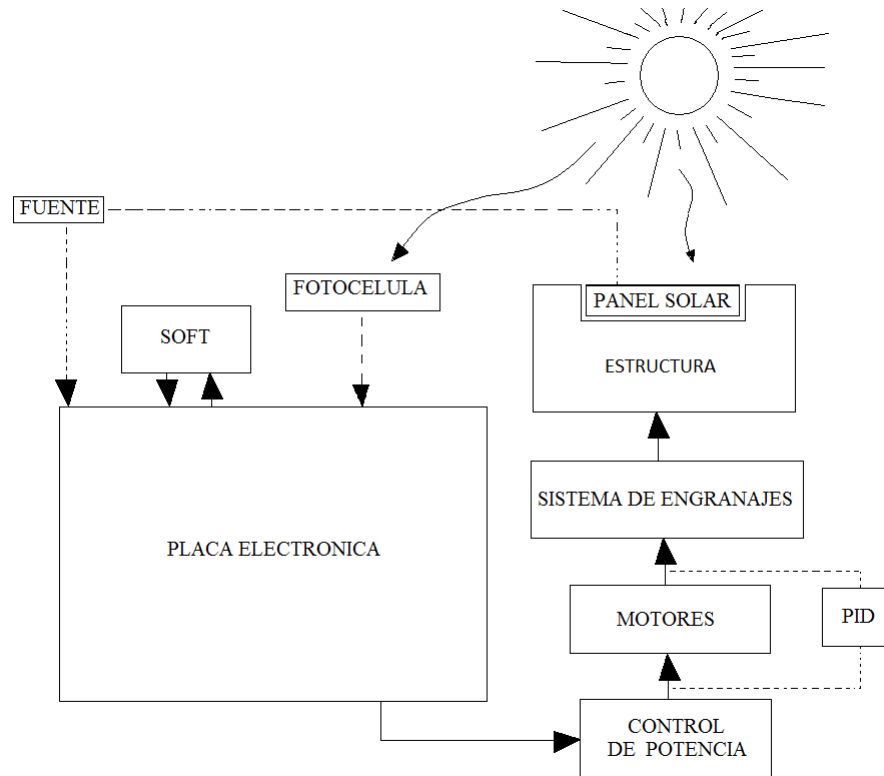 FUENTE
FOTOCELULA
PANEL SOLAR
SOFT
ESTRUCTURA
SISTEMA DE ENGRANAJES
PLACA ELECTRONICA
MOTORES
PID
CONTROL
DE POTENCIA